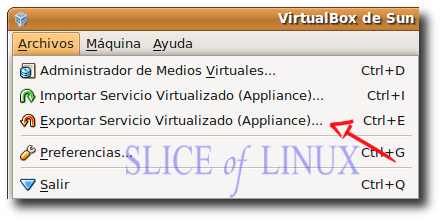 VirtualBox de Sun
Archivos Máquina Ayuda
Administrador de Medios Virtuales... Ctrl+D
Importar Servicio Virtualizado (Appliance)... Ctrl+I
Exportar Servicio Virtualizado (Appliance)... Ctrl+E
Preferencias... Ctrl+G
SLICE of LINUX
Salir Ctrl+Q